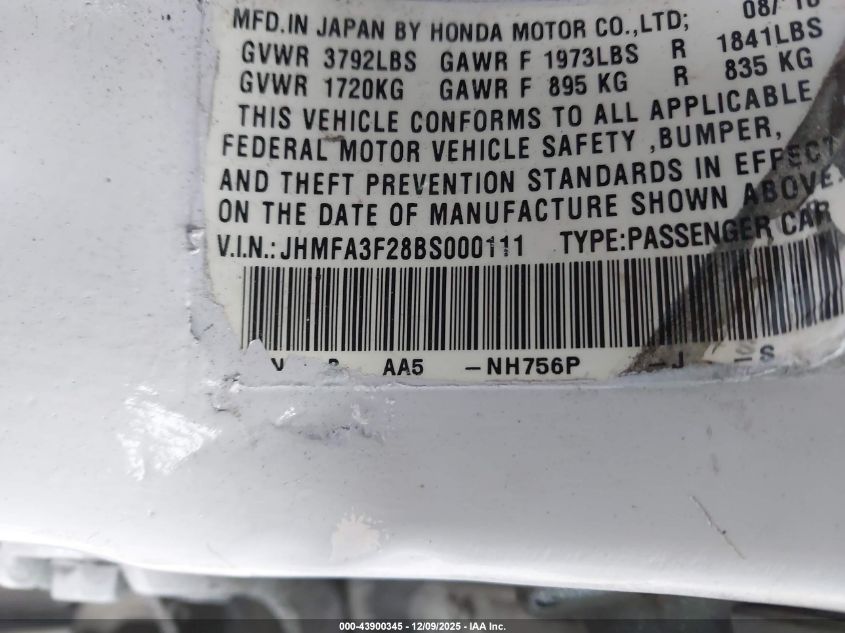 MFD.IN JAPAN BY HONDA MOTOR CO.,LTD; 08/10
GVWR 3792LBS GAWR F 1973LBS R 1841LBS
GVWR 1720KG GAWR F 895 KG R 835 KG
THIS VEHICLE CONFORMS TO ALL APPLICABLE
FEDERAL MOTOR VEHICLE SAFETY ,BUMPER,
AND THEFT PREVENTION STANDARDS IN EFFECT
ON THE DATE OF MANUFACTURE SHOWN ABOVE.
V.I.N.: JHMFA3F28BS000111 TYPE:PASSENGER CAR
AA5 -NH756P -J -S
000-43900345 | 12/09/2025 | IAA Inc.